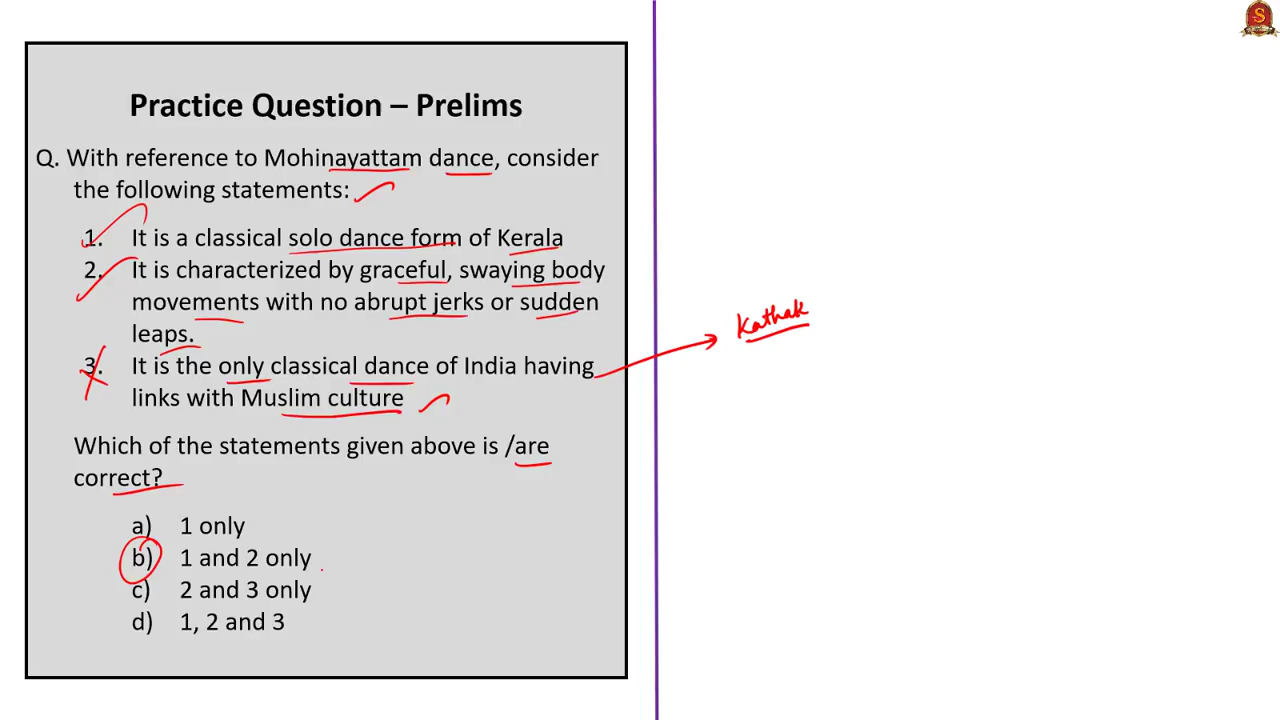 Practice Question – Prelims
Q. With reference to Mohinayattam dance, consider
the following statements:
1. It is a classical solo dance form of Kerala
2. It is characterized by graceful, swaying body
movements with no abrupt jerks or sudden
leaps.
3. It is the only classical dance of India having
links with Muslim culture
Kathak
Which of the statements given above is /are
correct?
a) 1 only
b) 1 and 2 only
c) 2 and 3 only
d) 1, 2 and 3
S